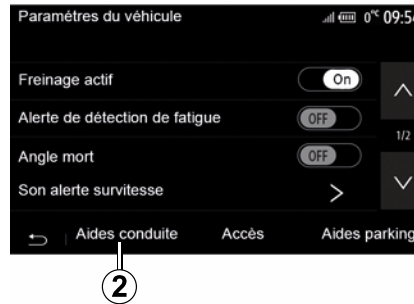 Paramètres du véhicule 0°C 09:54
Freinage actif On
Alerte de détection de fatigue OFF
1/2
Angle mort OFF
Son alerte survitesse
Aides conduite Accès Aides parking
2